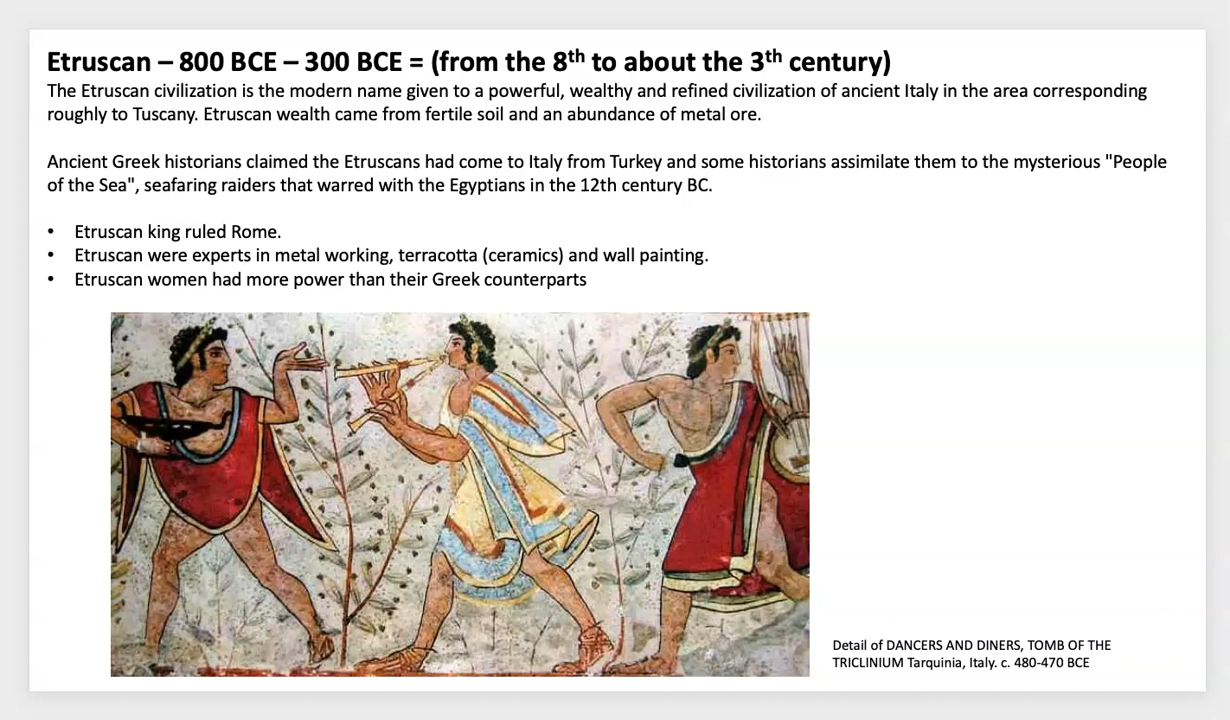 Etruscan – 800 BCE – 300 BCE = (from the 8th to about the 3th century)
The Etruscan civilization is the modern name given to a powerful, wealthy and refined civilization of ancient Italy in the area corresponding
roughly to Tuscany. Etruscan wealth came from fertile soil and an abundance of metal ore.
Ancient Greek historians claimed the Etruscans had come to Italy from Turkey and some historians assimilate them to the mysterious "People
of the Sea", seafaring raiders that warred with the Egyptians in the 12th century BC.
• Etruscan king ruled Rome.
• Etruscan were experts in metal working, terracotta (ceramics) and wall painting.
• Etruscan women had more power than their Greek counterparts
Detail of DANCERS AND DINERS, TOMB OF THE
TRICLINIUM Tarquinia, Italy. c. 480-470 BCE